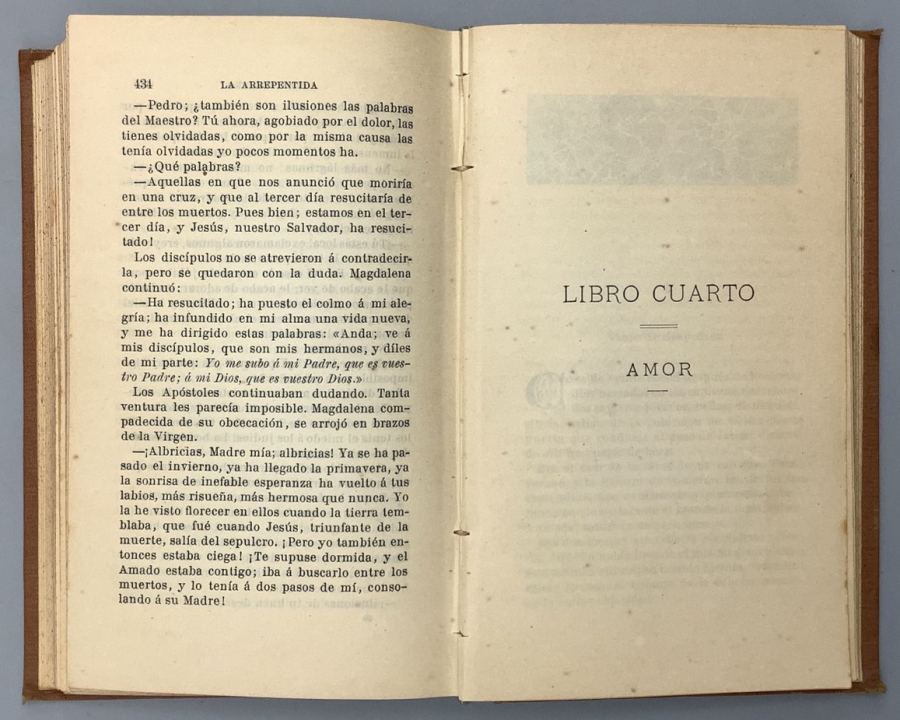 434 LA ARREPENTIDA
—Pedro; ¿también son ilusiones las palabras
del Maestro? Tú ahora, agobiado por el dolor, las
tienes olvidadas, como por la misma causa las
tenía olvidadas yo pocos momentos ha.
—¿Qué palabras?
—Aquellas en que nos anunció que moriría
en una cruz, y que al tercer día resucitaría de
entre los muertos. Pues bien; estamos en el ter-
cer día, y Jesús, nuestro Salvador, ha resuci-
tado!
Los discípulos no se atrevieron á contradecir-
la, pero se quedaron con la duda. Magdalena
continuó:
—Ha resucitado; ha puesto el colmo á mi ale-
gría; ha infundido en mi alma una vida nueva,
y me ha dirigido estas palabras: «Anda; ve á
mis discípulos, que son mis hermanos, y díles
de mi parte: Yo me subo á mi Padre, que es vues-
tro Padre; á mi Dios, que es vuestro Dios.»
Los Apóstoles continuaban dudando. Tanta
ventura les parecía imposible. Magdalena com-
padecida de su obcecación, se arrojó en brazos
de la Virgen.
—¡Albricias, Madre mía; albricias! Ya se ha pa-
sado el invierno, ya ha llegado la primavera, ya
la sonrisa de inefable esperanza ha vuelto á tus
labios, más risueña, más hermosa que nunca. Yo
la he visto florecer en ellos cuando la tierra tem-
blaba, que fué cuando Jesús, triunfante de la
muerte, salía del sepulcro. ¡Pero yo también en-
tonces estaba ciega! ¡Te supuse dormida, y el
Amado estaba contigo; iba á buscarlo entre los
muertos, y lo tenía á dos pasos de mí, conso-
lando á su Madre!
LIBRO CUARTO
AMOR